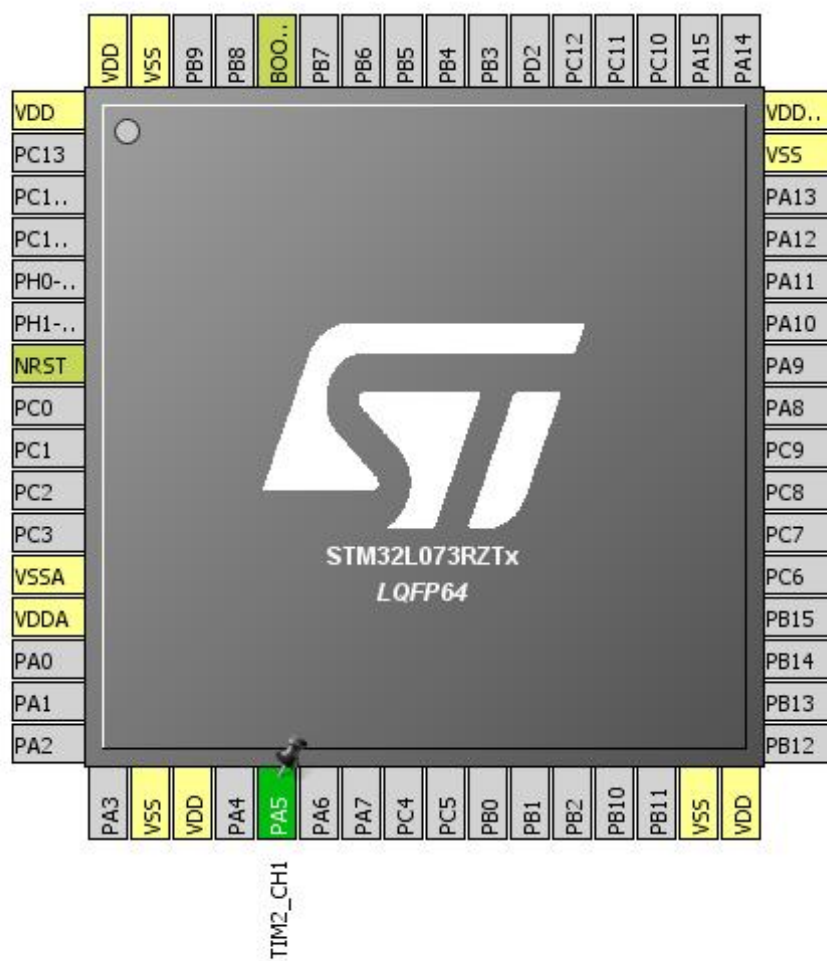 VDD
VSS
PB9
PB8
BOO..
PB7
PB6
PB5
PB4
PB3
PD2
PC12
PC11
PC10
PA15
PA14
VDD
PC13
PC1..
PC1..
PH0-..
PH1-..
NRST
PC0
PC1
PC2
PC3
VSSA
VDDA
PA0
PA1
PA2
ST
STM32L073RZTx
LQFP64
VDD..
VSS
PA13
PA12
PA11
PA10
PA9
PA8
PC9
PC8
PC7
PC6
PB15
PB14
PB13
PB12
PA3
VSS
VDD
PA4
PA5
PA6
PA7
PC4
PC5
PB0
PB1
PB2
PB10
PB11
VSS
VDD
TIM2_CH1